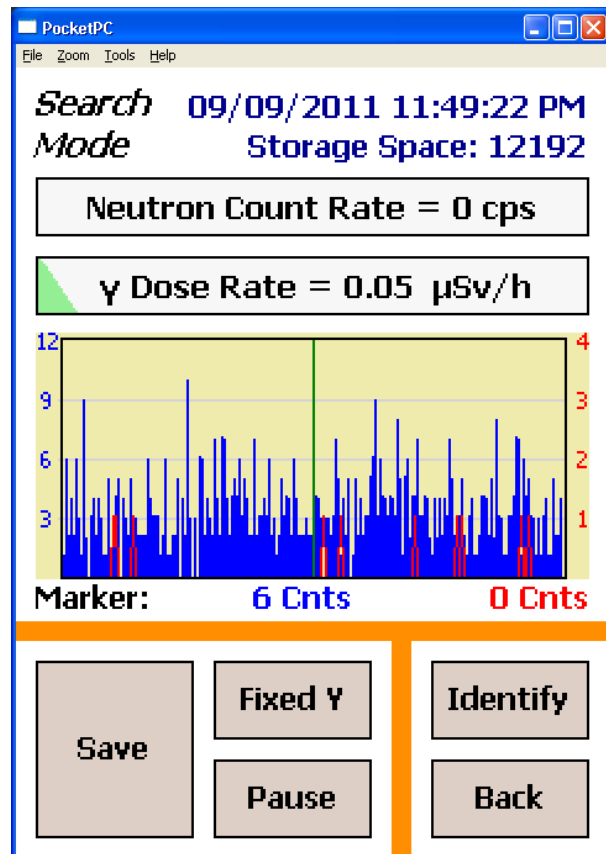 PocketPC
File Zoom Tools Help
Search 09/09/2011 11:49:22 PM
Mode Storage Space: 12192
Neutron Count Rate = 0 cps
γ Dose Rate = 0.05 µSv/h
12 4
9 3
6 2
3 1
Marker: 6 Cnts 0 Cnts
Save
Fixed Y
Identify
Pause
Back